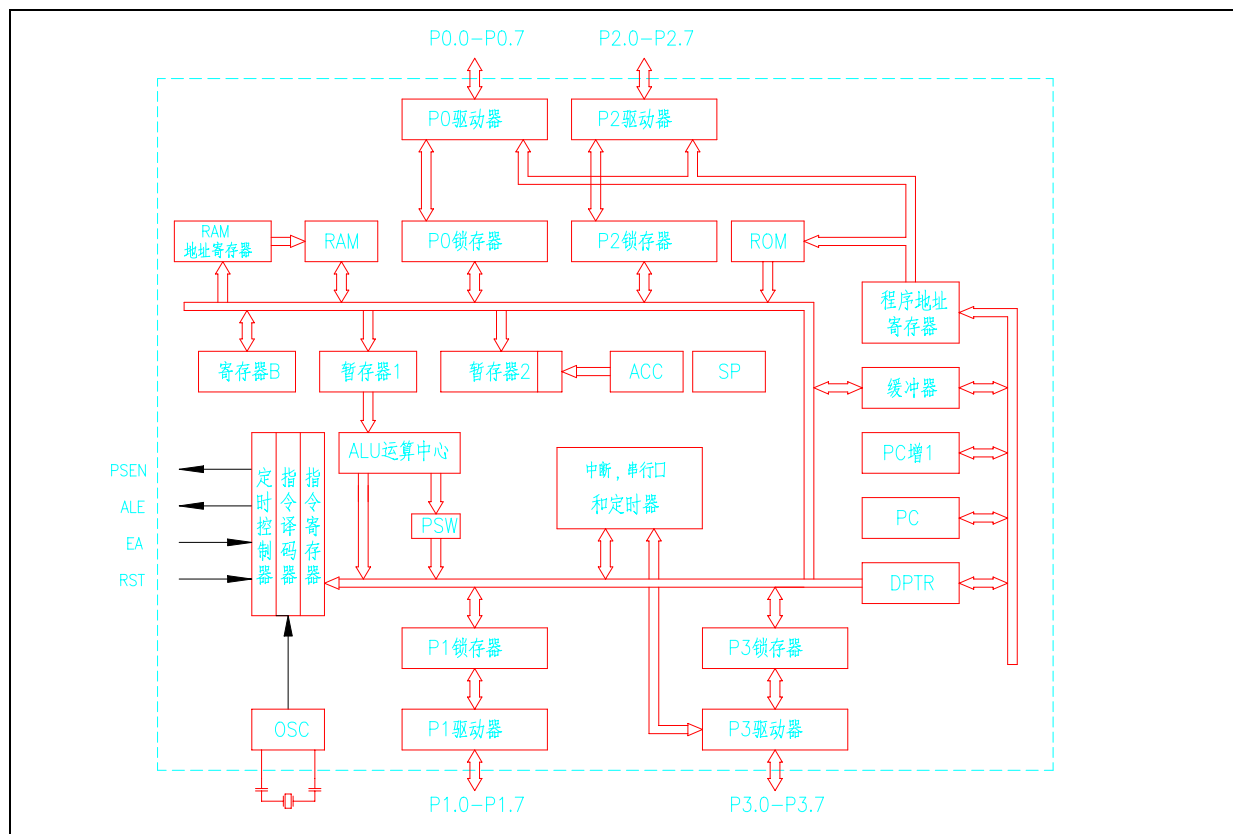 P0.0-P0.7
P2.0-P2.7
P0驱动器
P2驱动器
RAM
地址寄存器
RAM
P0锁存器
P2锁存器
ROM
程序地址
寄存器
寄存器B
暂存器1
暂存器2
ACC
SP
缓冲器
ALU运算中心
PC增1
中断,串行口
和定时器
PSEN
ALE
EA
RST
定时控制器
指令译码器
指令寄存器
PSW
PC
DPTR
P1锁存器
P3锁存器
OSC
P1驱动器
P3驱动器
P1.0-P1.7
P3.0-P3.7